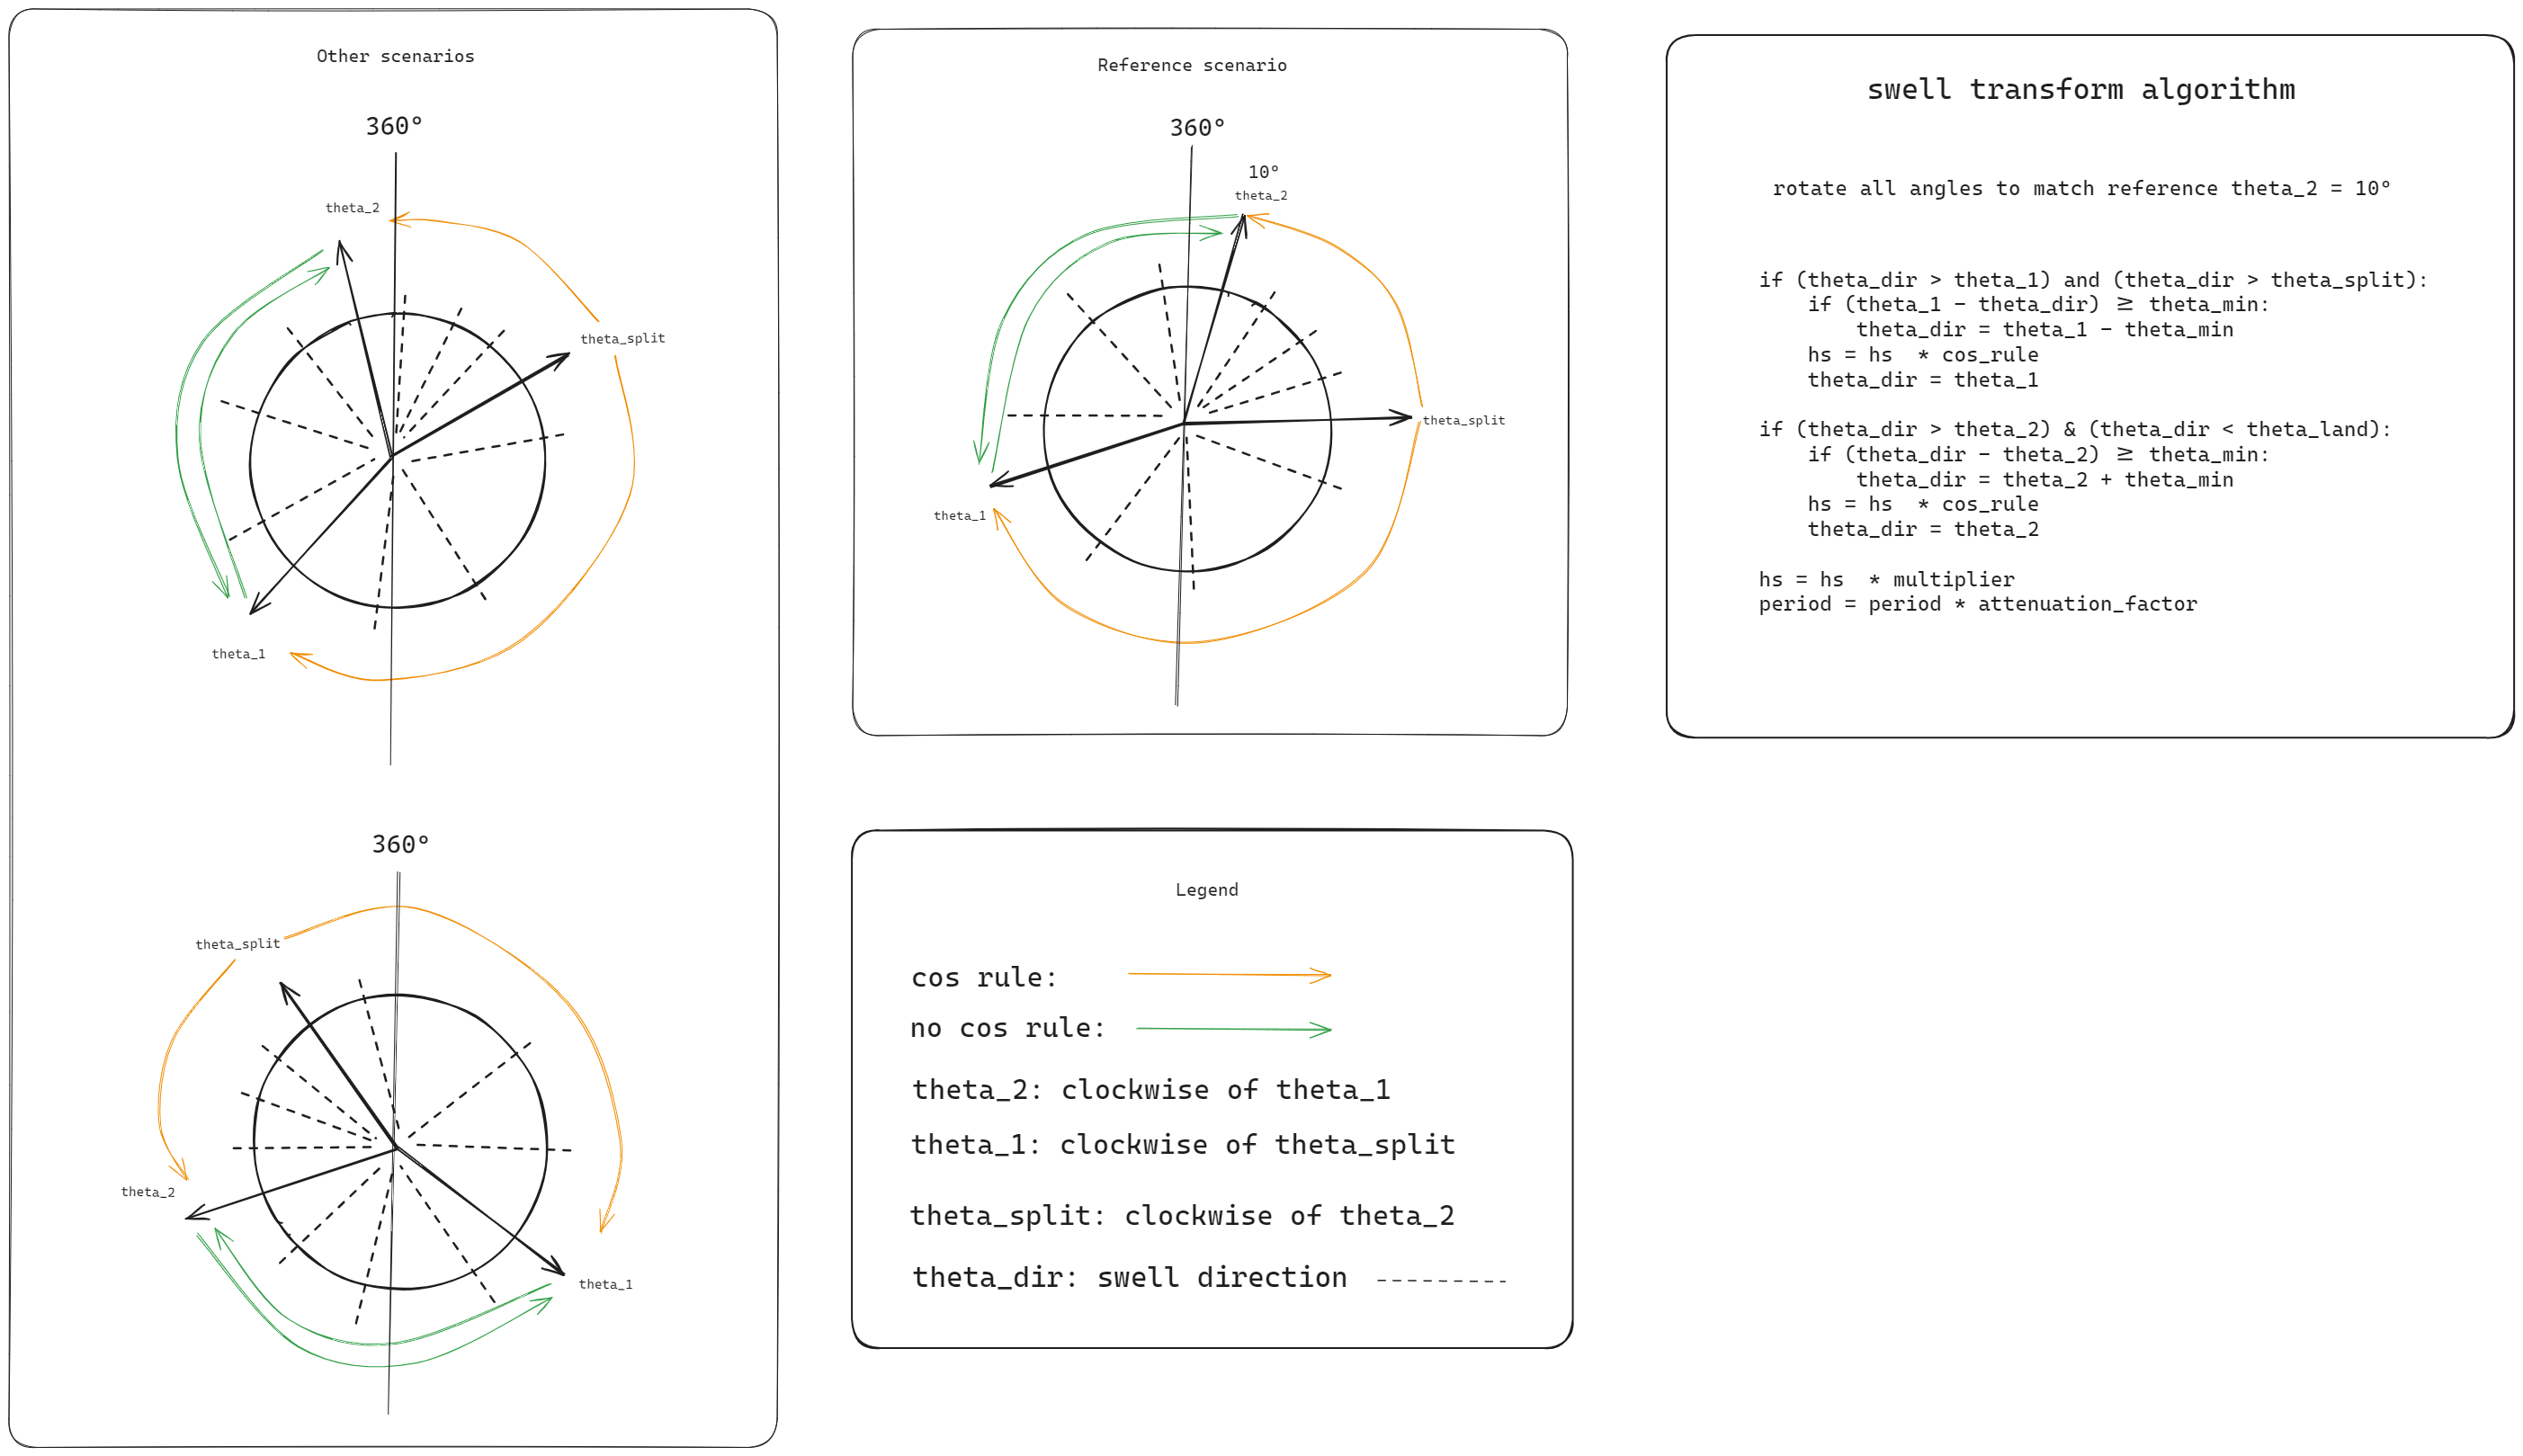 Other scenarios
360°
theta_2
theta_split
theta_1
360°
theta_split
theta_2
theta_1
Reference scenario
360°
10°
theta_2
theta_split
theta_1
Legend
cos rule:
no cos rule:
theta_2: clockwise of theta_1
theta_1: clockwise of theta_split
theta_split: clockwise of theta_2
theta_dir: swell direction
swell transform algorithm
rotate all angles to match reference theta_2 = 10°
if (theta_dir > theta_1) and (theta_dir > theta_split):
    if (theta_1 - theta_dir) ≥ theta_min:
        theta_dir = theta_1 - theta_min
    hs = hs  * cos_rule
    theta_dir = theta_1
if (theta_dir > theta_2) & (theta_dir < theta_land):
    if (theta_dir - theta_2) ≥ theta_min:
        theta_dir = theta_2 + theta_min
    hs = hs  * cos_rule
    theta_dir = theta_2
hs = hs  * multiplier
period = period * attenuation_factor